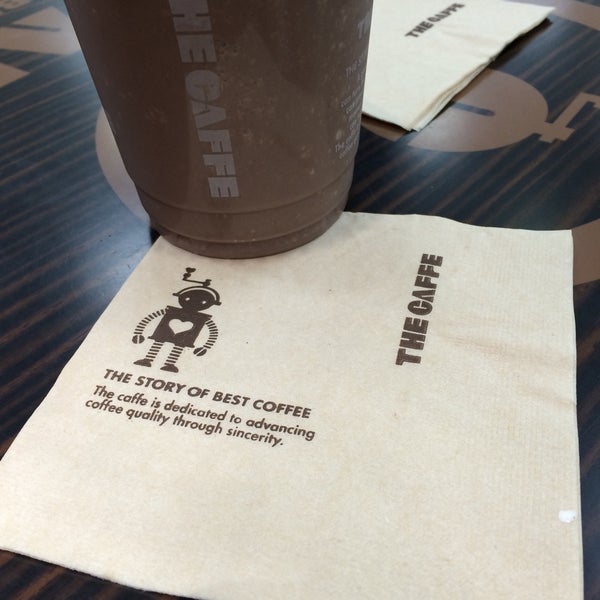 THE CAFFE
THE CAFFE
THE CAFFE
THE STORY OF BEST COFFEE
The caffe is dedicated to advancing
coffee quality through sincerity.